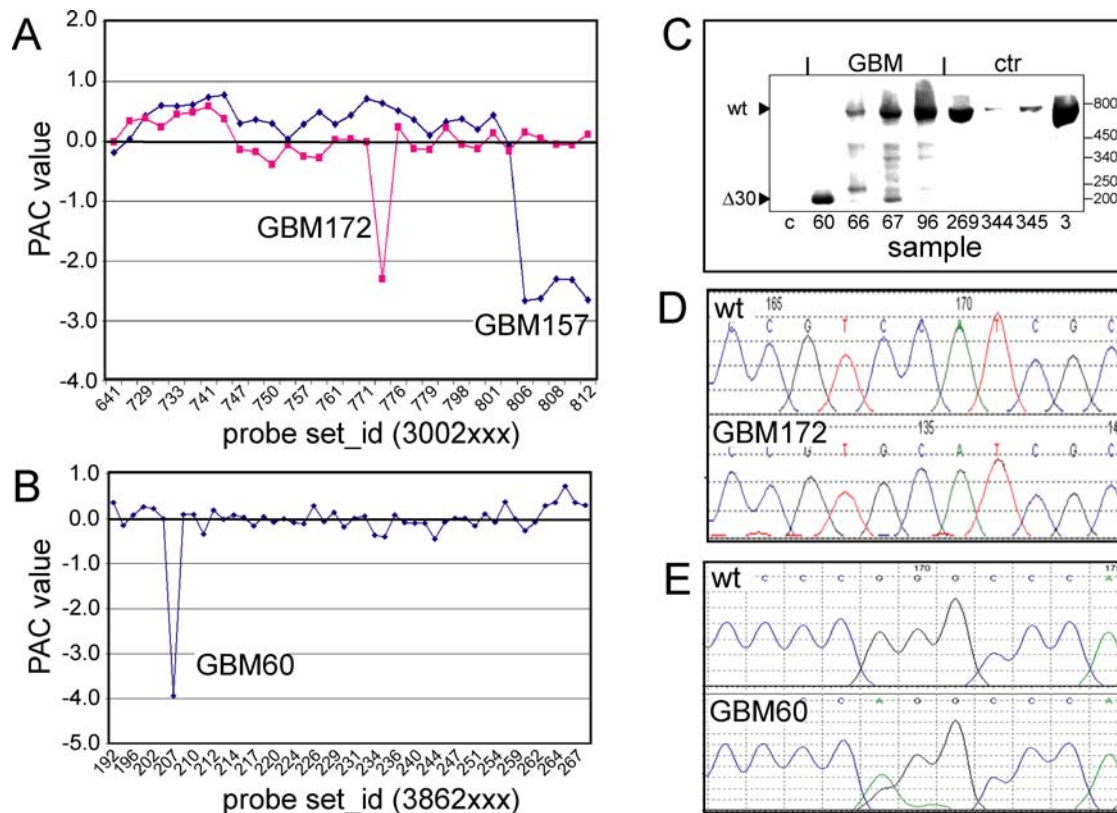 A
2.0
1.0
0.0
-1.0
-2.0
-3.0
-4.0
PAC value
GBM172
GBM157
641 729 733 741 747 750 757 761 771 776 779 798 801 806 808 812
probe set_id (3002xxx)
B
1.0
0.0
-1.0
-2.0
-3.0
-4.0
-5.0
PAC value
GBM60
192 196 202 207 210 212 214 217 220 224 226 229 231 234 236 240 244 247 251 254 259 262 264 267
probe set_id (3862xxx)
C
GBM ctr
wt
Δ30
800
450
340
250
200
c 60 66 67 96 269 344 345 3
sample
D
wt
165 170
C G T C C A T C G C
GBM172
135
T G C A T C G C
E
wt
170
C C C G G G C C C A
GBM60
C C A G G C C C A